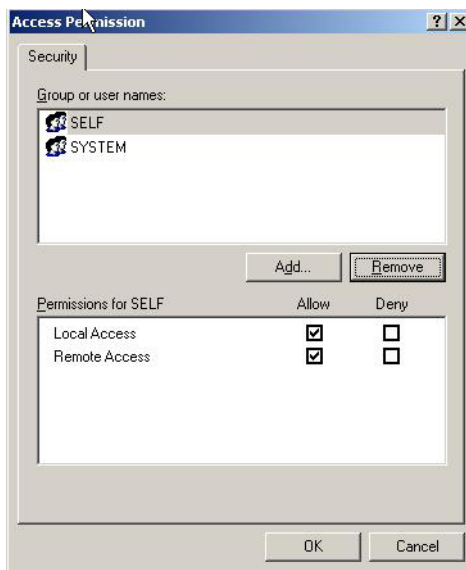 Access Permission
Security
Group or user names:
SELF
SYSTEM
Add... Remove
Permissions for SELF Allow Deny
Local Access
Remote Access
OK Cancel